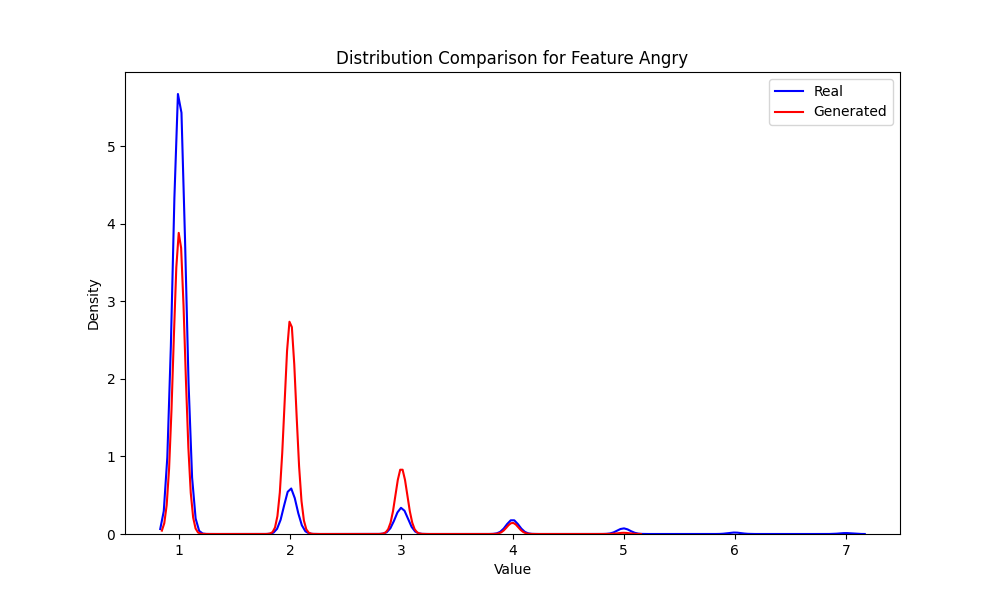 Distribution Comparison for Feature Angry
Real
Generated
Density
5
4
3
2
1
0
1 2 3 4 5 6 7
Value